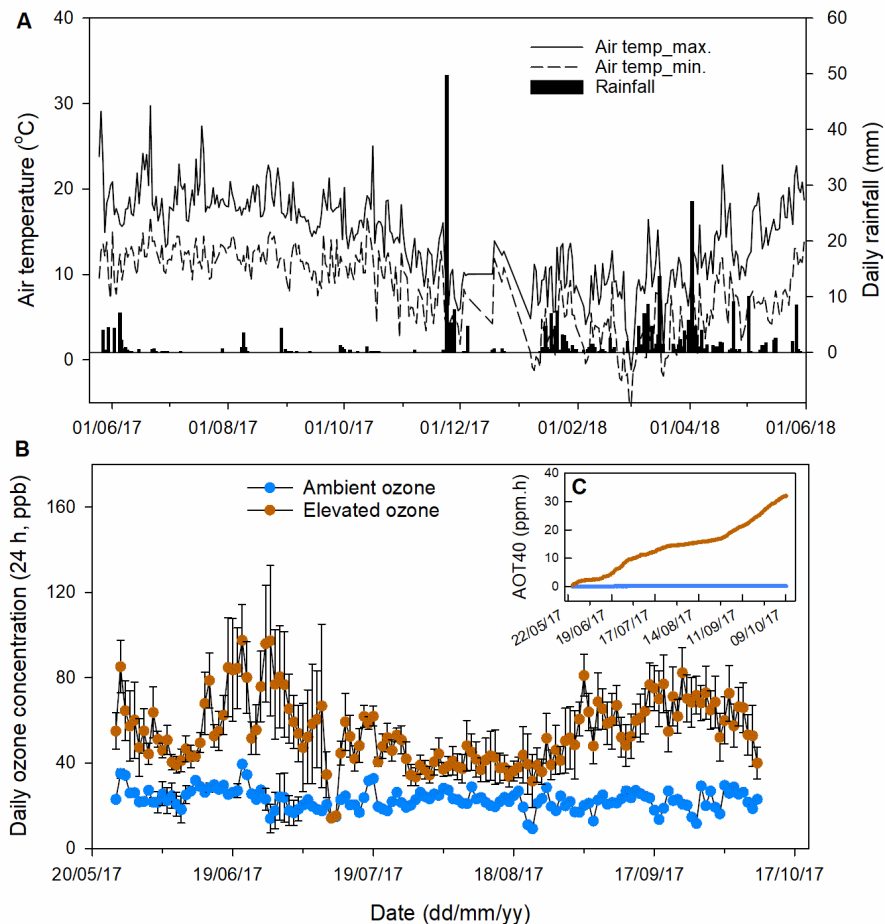 A
40
30
20
10
0
Air temperature (°C)
60
50
40
30
20
10
0
Daily rainfall (mm)
Air temp_max.
Air temp_min.
Rainfall
01/06/17 01/08/17 01/10/17 01/12/17 01/02/18 01/04/18 01/06/18
B
160
120
80
40
0
Daily ozone concentration (24 h, ppb)
Ambient ozone
Elevated ozone
C
40
30
20
10
0
AOT40 (ppm.h)
22/05/17 19/06/17 17/07/17 14/08/17 11/09/17 09/10/17
20/05/17 19/06/17 19/07/17 18/08/17 17/09/17 17/10/17
Date (dd/mm/yy)